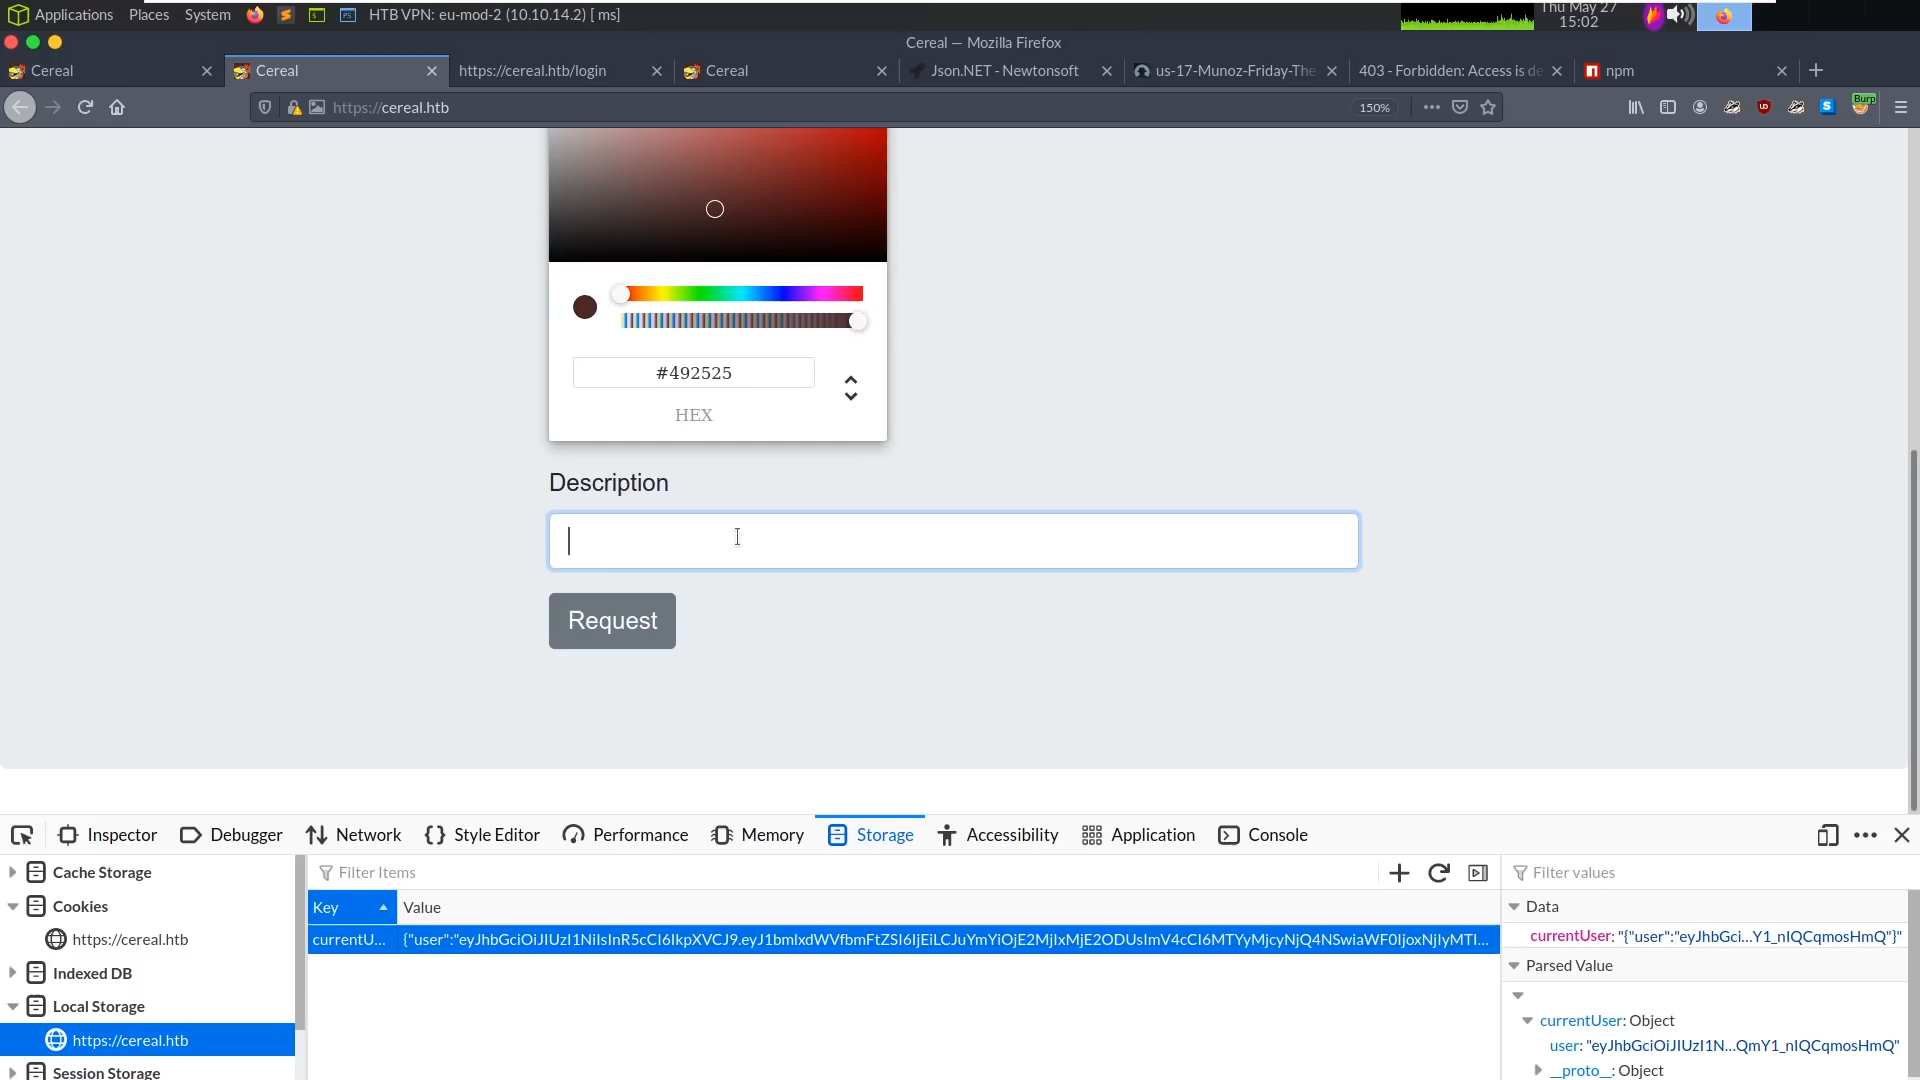 Applications Places System HTB VPN: eu-mod-2 (10.10.14.2) [ ms] Thu May 27
15:02
Cereal — Mozilla Firefox
Cereal Cereal https://cereal.htb/login Cereal Json.NET - Newtonsoft us-17-Munoz-Friday-The- 403 - Forbidden: Access is de npm
https://cereal.htb 150% Burp
#492525
HEX
Description
Request
Inspector Debugger Network Style Editor Performance Memory Storage Accessibility Application Console
Cache Storage Filter Items Filter values
Cookies Key Value Data
https://cereal.htb currentU... currentUser: "{"user":"eyJhbGci...Y1_nIQCqmosHmQ"}"
Indexed DB Parsed Value
Local Storage
currentUser: Object
https://cereal.htb user: "eyJhbGciOiJIUzI1N...QmY1_nIQCqmosHmQ"
Session Storage __proto__: Object